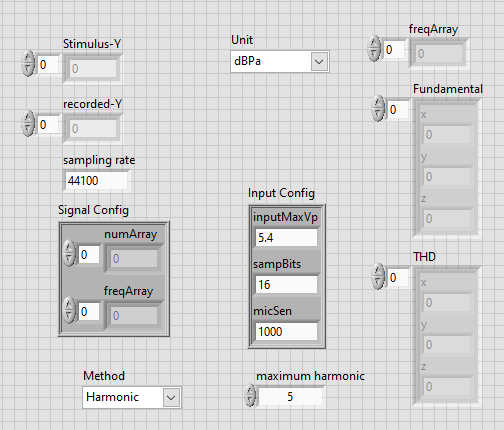 Stimulus-Y
0
0
recorded-Y
0
0
sampling rate
44100
Signal Config
numArray
0
0
freqArray
0
0
Method
Harmonic
Unit
dBPa
Input Config
inputMaxVp
5.4
sampBits
16
micSen
1000
maximum harmonic
5
freqArray
0
0
Fundamental
0
x
0
y
0
z
0
THD
0
x
0
y
0
z
0